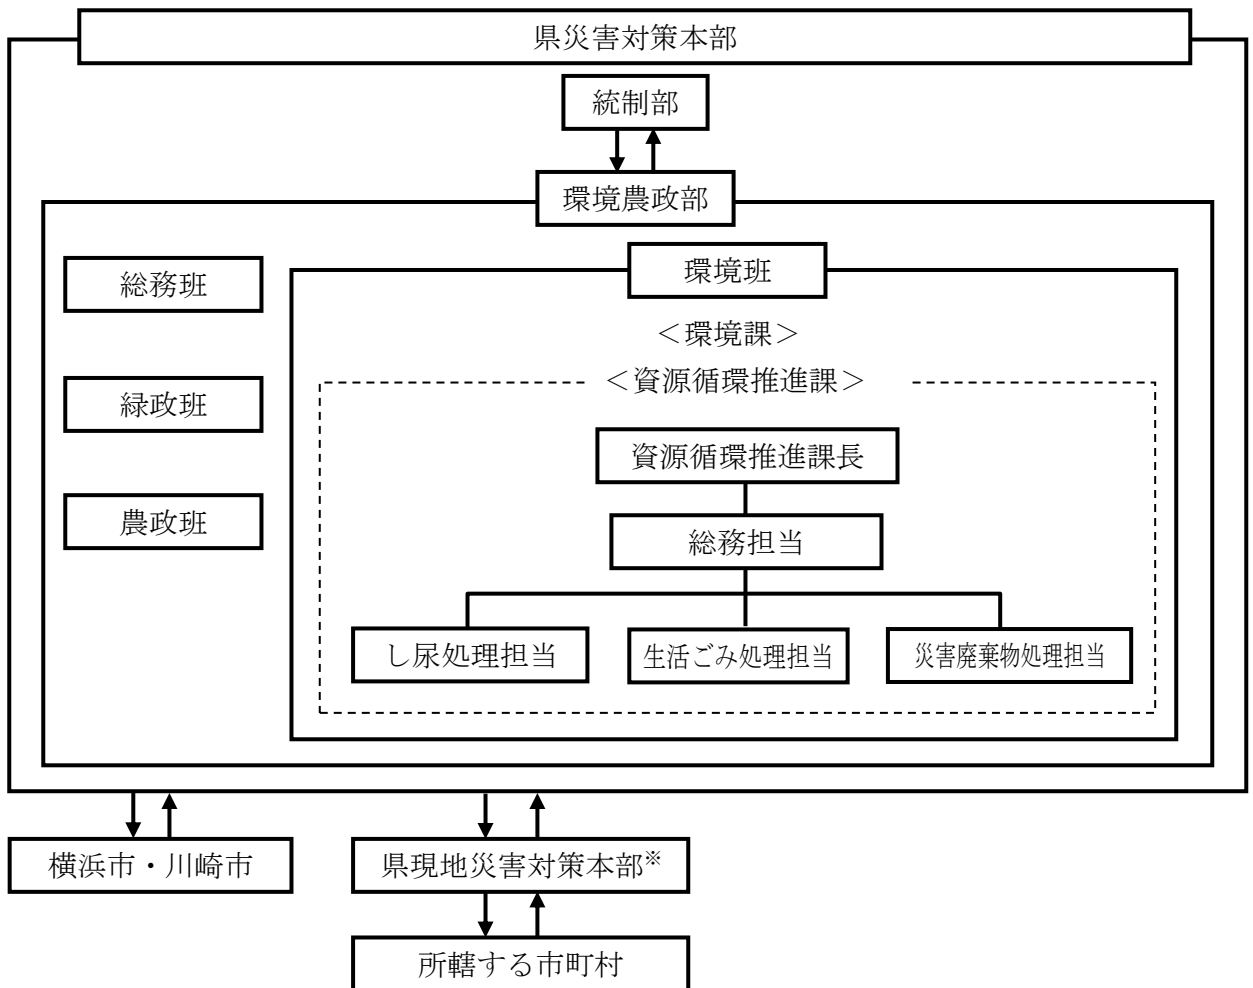 県災害対策本部
統制部
環境農政部
総務班
緑政班
農政班
環境班
＜環境課＞
＜資源循環推進課＞
資源循環推進課長
総務担当
し尿処理担当
生活ごみ処理担当
災害廃棄物処理担当
横浜市・川崎市
県現地災害対策本部※
所轄する市町村